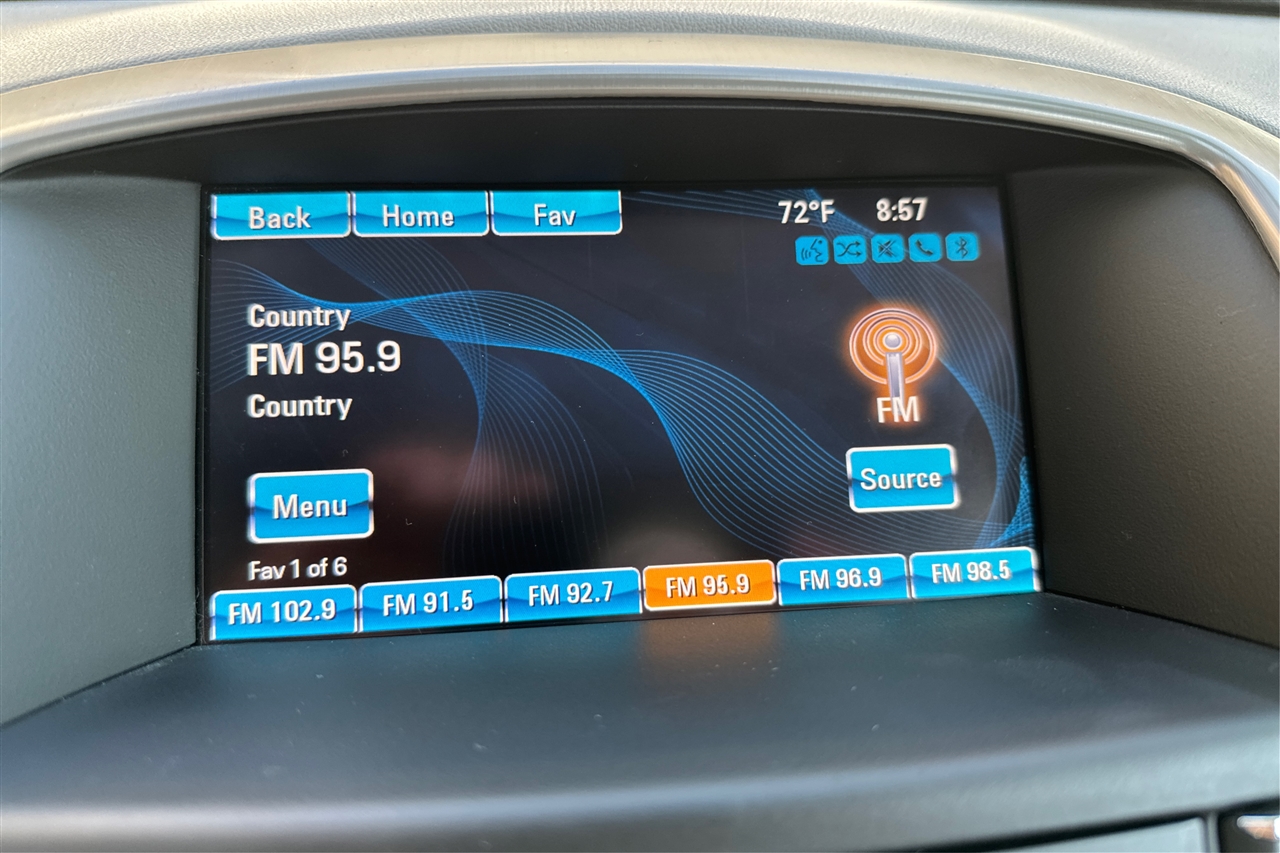 Back Home Fav 72°F 8:57
Country
FM 95.9
Country
FM
Source
Menu
Fav 1 of 6
FM 102.9 FM 91.5 FM 92.7 FM 95.9 FM 96.9 FM 98.5